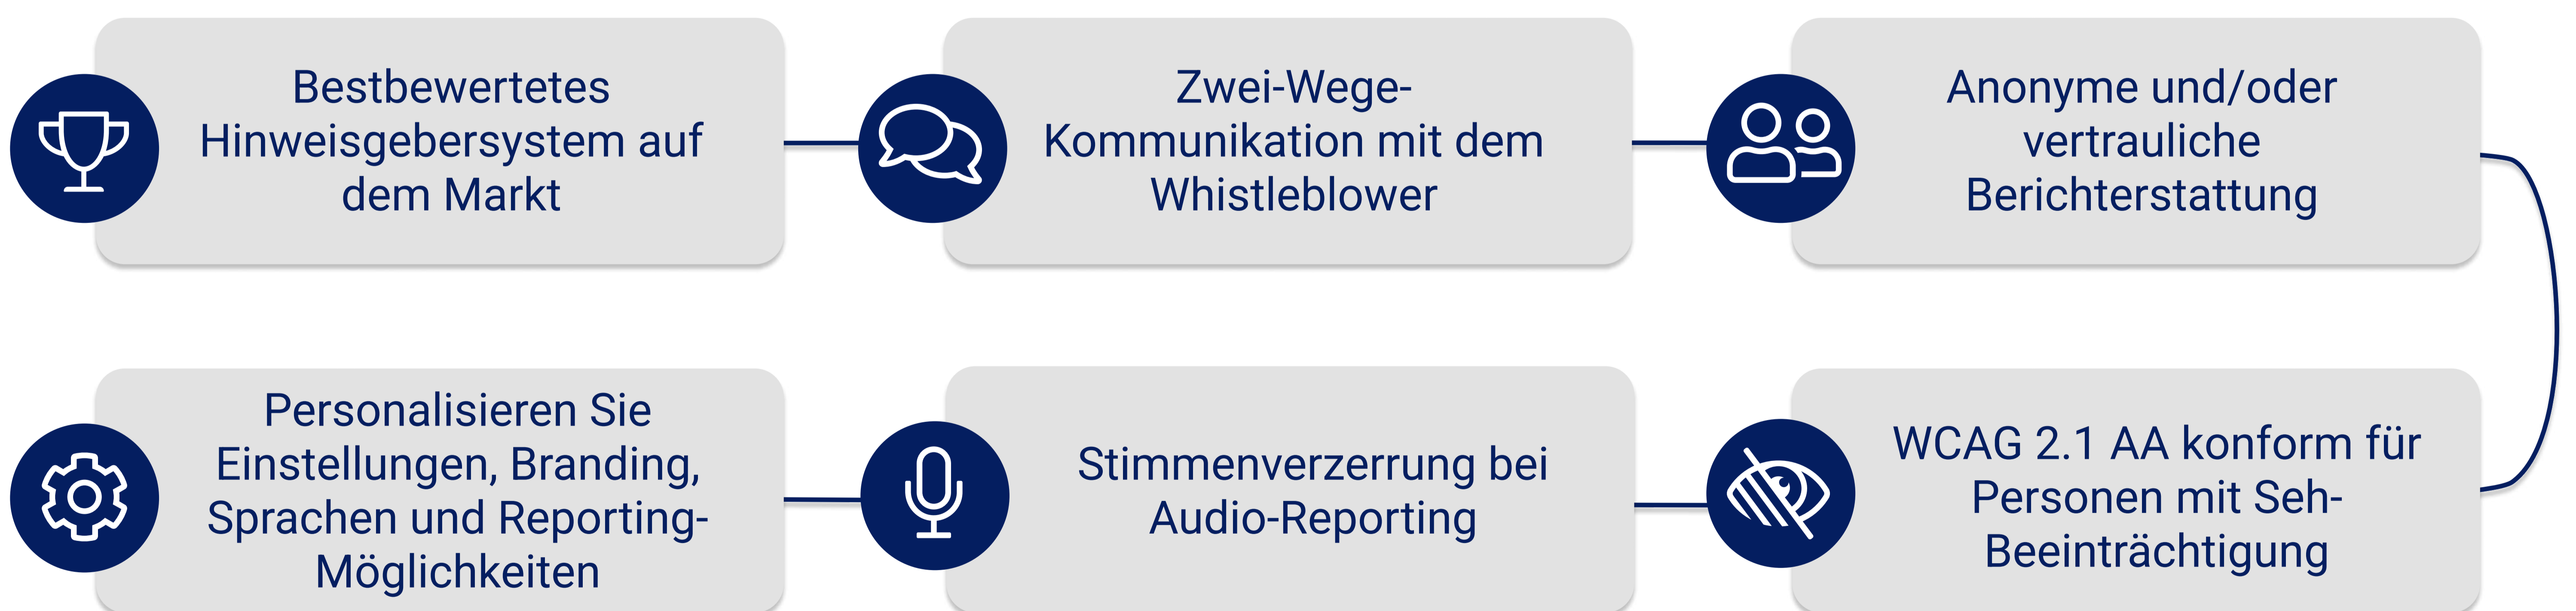 Bestbewertetes
Hinweisgebersystem auf
dem Markt
Zwei-Wege-
Kommunikation mit dem
Whistleblower
Anonyme und/oder
vertrauliche
Berichterstattung
Personalisieren Sie
Einstellungen, Branding,
Sprachen und Reporting-
Möglichkeiten
Stimmenverzerrung bei
Audio-Reporting
WCAG 2.1 AA konform für
Personen mit Seh-
Beeinträchtigung